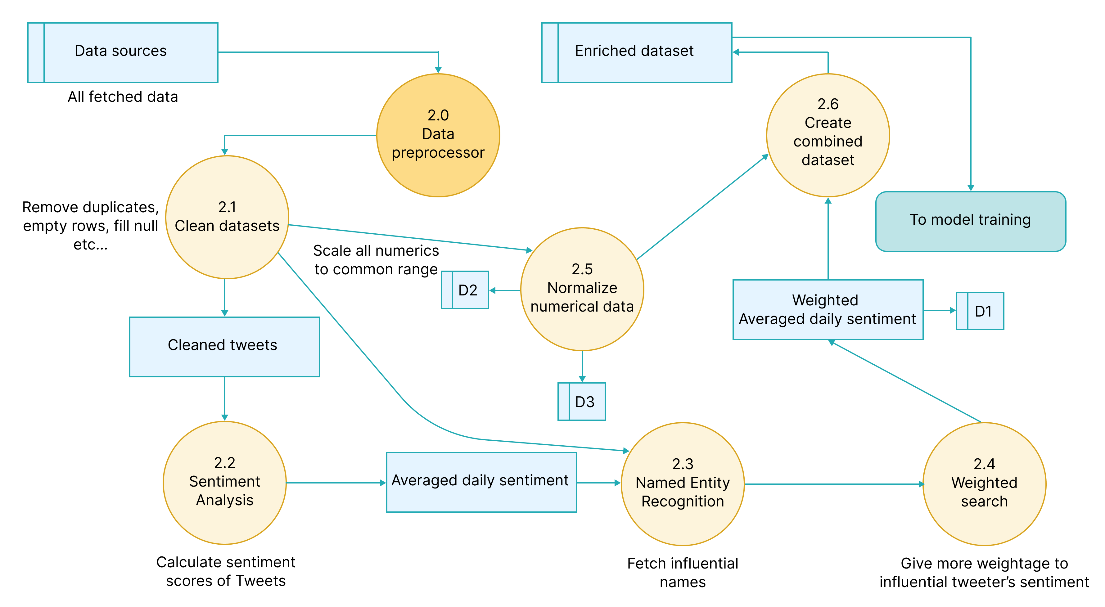 Data sources
All fetched data
2.0
Data
preprocessor
Enriched dataset
2.6
Create
combined
dataset
To model training
2.1
Clean datasets
Remove duplicates,
empty rows, fill null
etc...
Scale all numerics
to common range
D2
2.5
Normalize
numerical data
D3
Weighted
Averaged daily sentiment
D1
Cleaned tweets
2.2
Sentiment
Analysis
Calculate sentiment
scores of Tweets
Averaged daily sentiment
2.3
Named Entity
Recognition
Fetch influential
names
2.4
Weighted
search
Give more weightage to
influential tweeter's sentiment